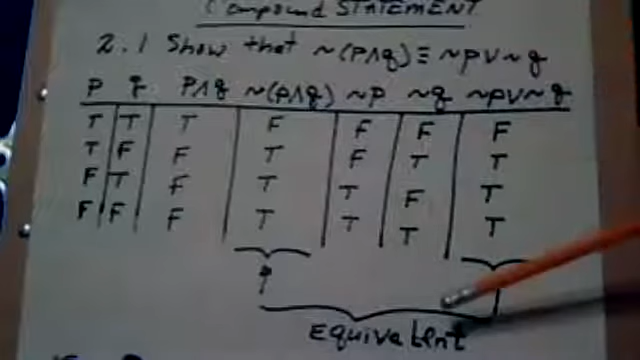 Compound STATEMENT
2.1 Show that ~(p∧q) ≡ ~p∨~q
p q p∧q ~(p∧q) ~p ~q ~p∨~q
T T T F F F F
T F F T F T T
F T F T T F T
F F F T T T T
Equivalent